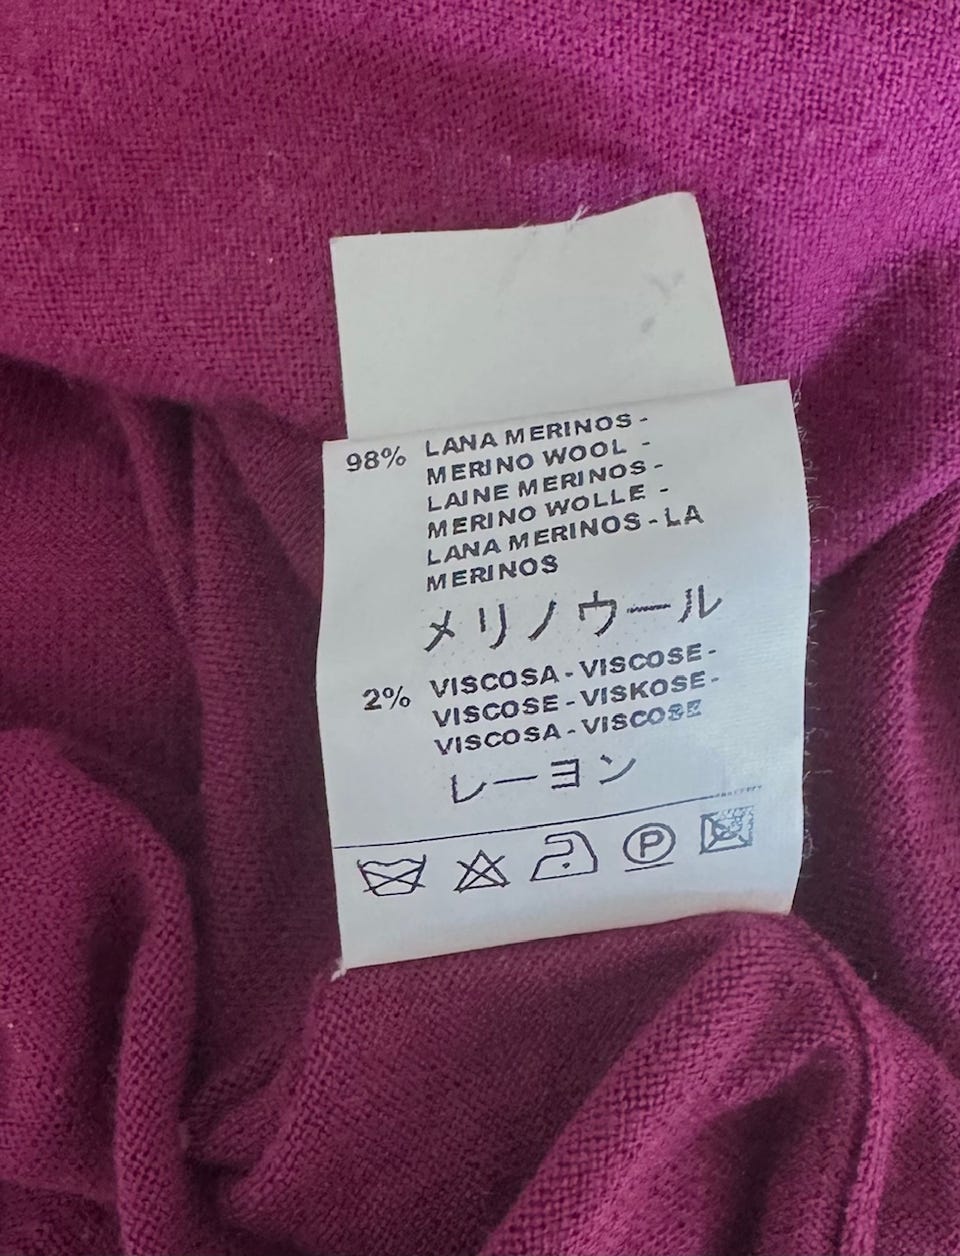 98% LANA MERINOS -
MERINO WOOL -
LAINE MERINOS -
MERINO WOLLE -
LANA MERINOS - LA
MERINOS
メリノウール
2% VISCOSA - VISCOSE -
VISCOSE - VISKOSE -
VISCOSA - VISCOSE
レーヨン
P